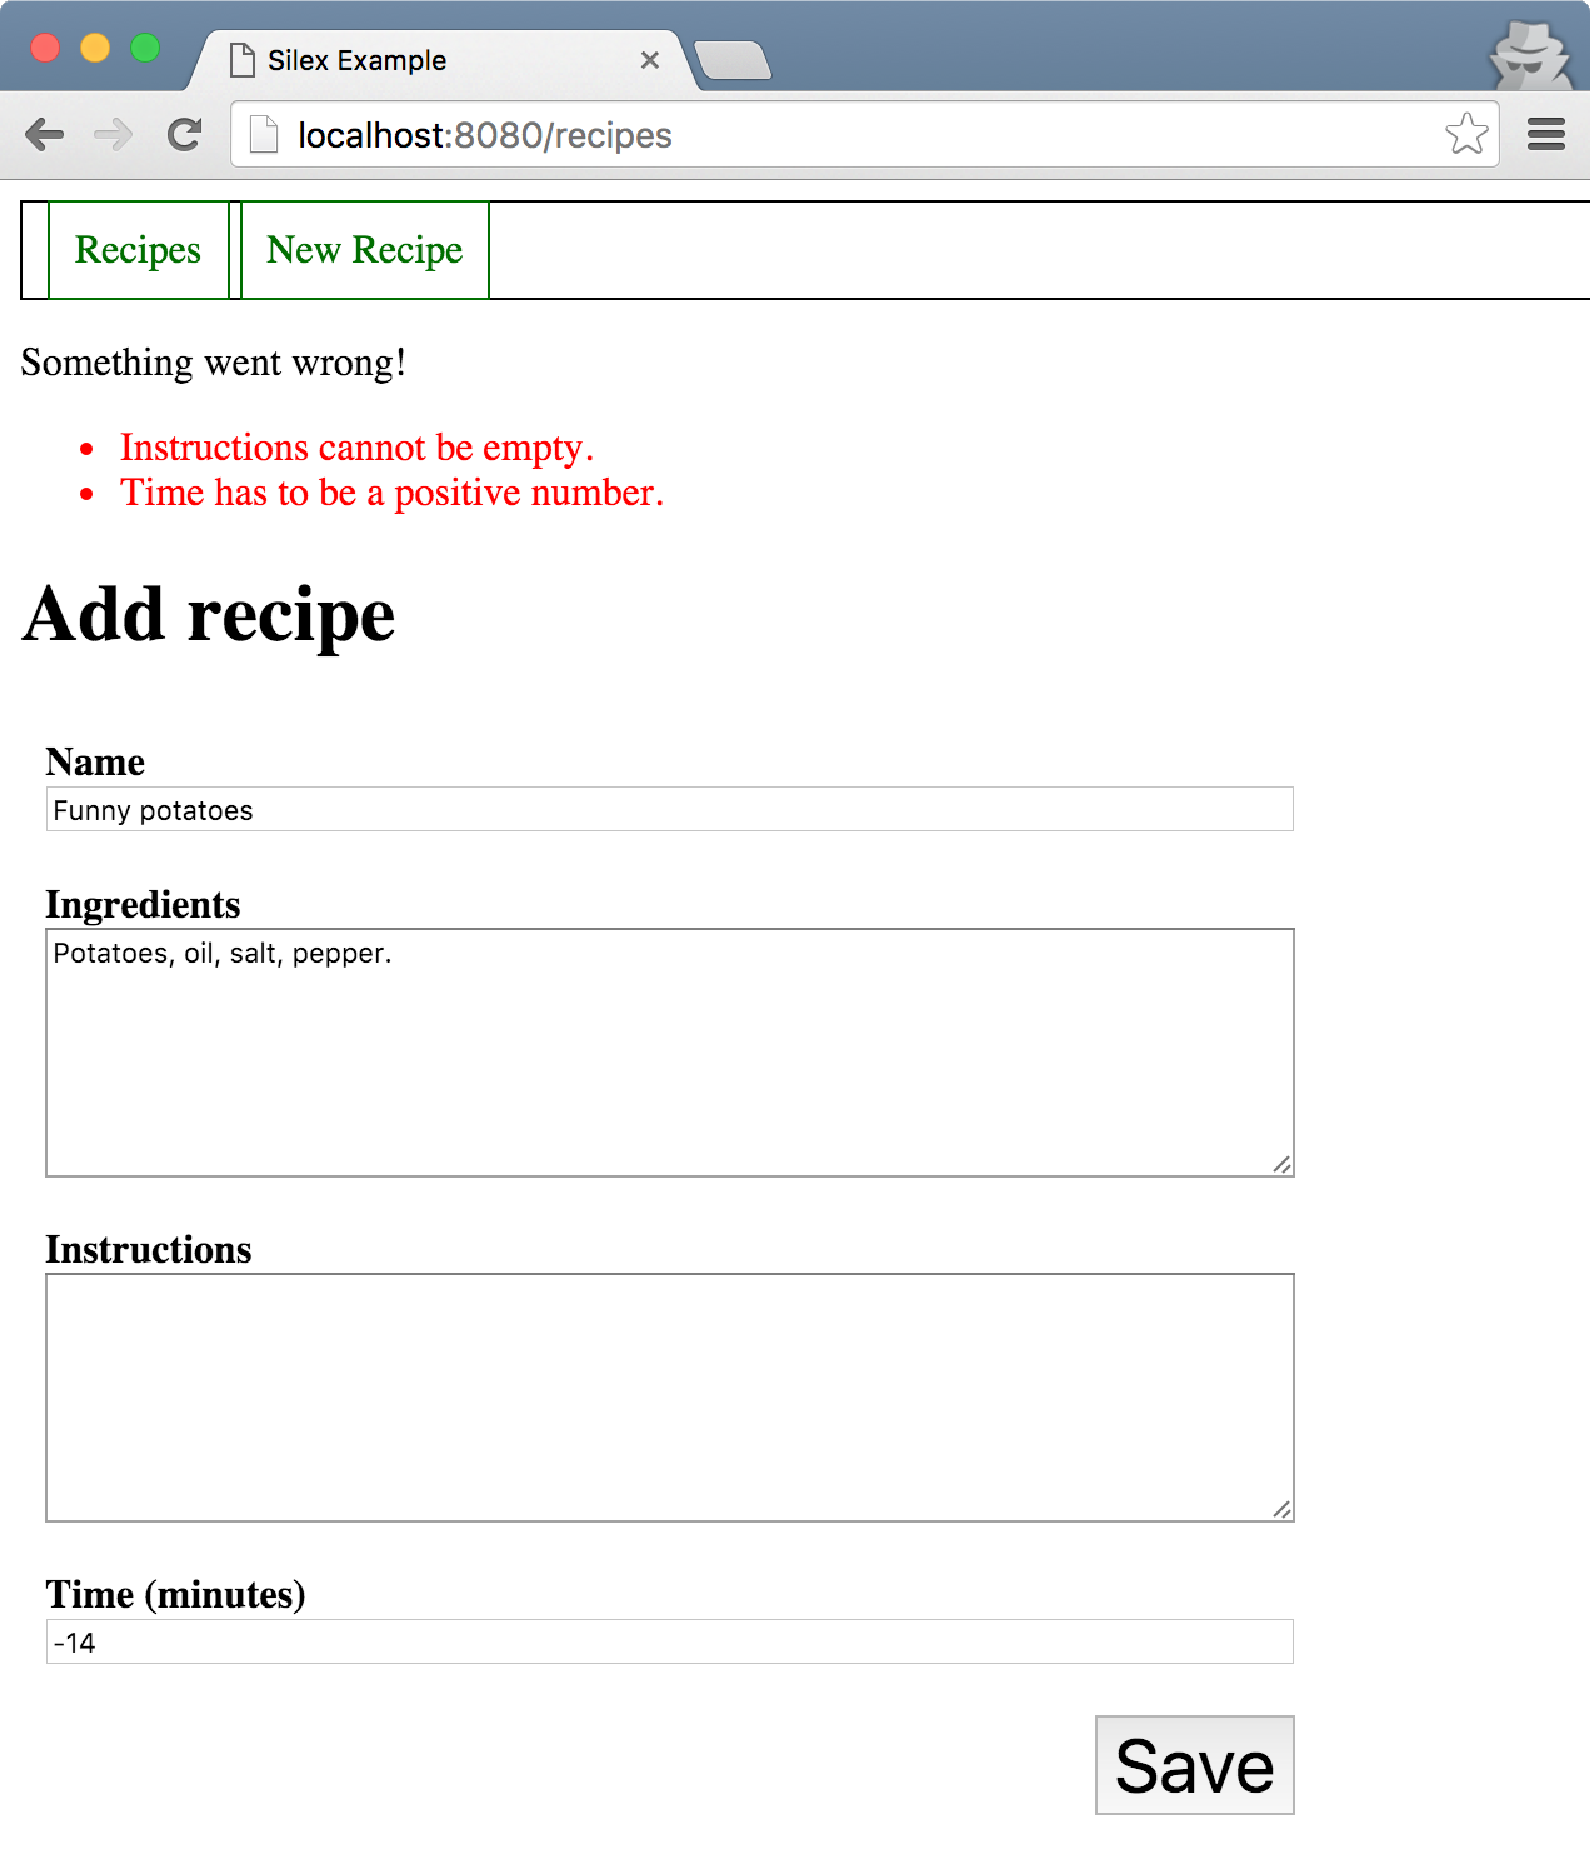 Silex Example
localhost:8080/recipes
Recipes New Recipe
Something went wrong!
• Instructions cannot be empty.
• Time has to be a positive number.
Add recipe
Name
Funny potatoes
Ingredients
Potatoes, oil, salt, pepper.
Instructions
Time (minutes)
-14
Save